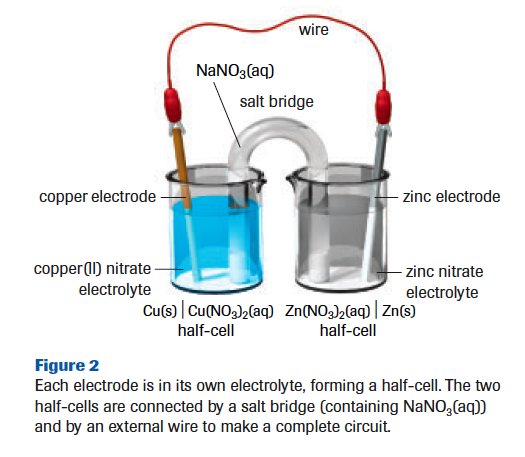 wire
NaNO₃(aq)
salt bridge
copper electrode
zinc electrode
copper(II) nitrate
electrolyte
zinc nitrate
electrolyte
Cu(s) | Cu(NO₃)₂(aq) Zn(NO₃)₂(aq) | Zn(s)
half-cell half-cell
Figure 2
Each electrode is in its own electrolyte, forming a half-cell. The two
half-cells are connected by a salt bridge (containing NaNO₃(aq))
and by an external wire to make a complete circuit.